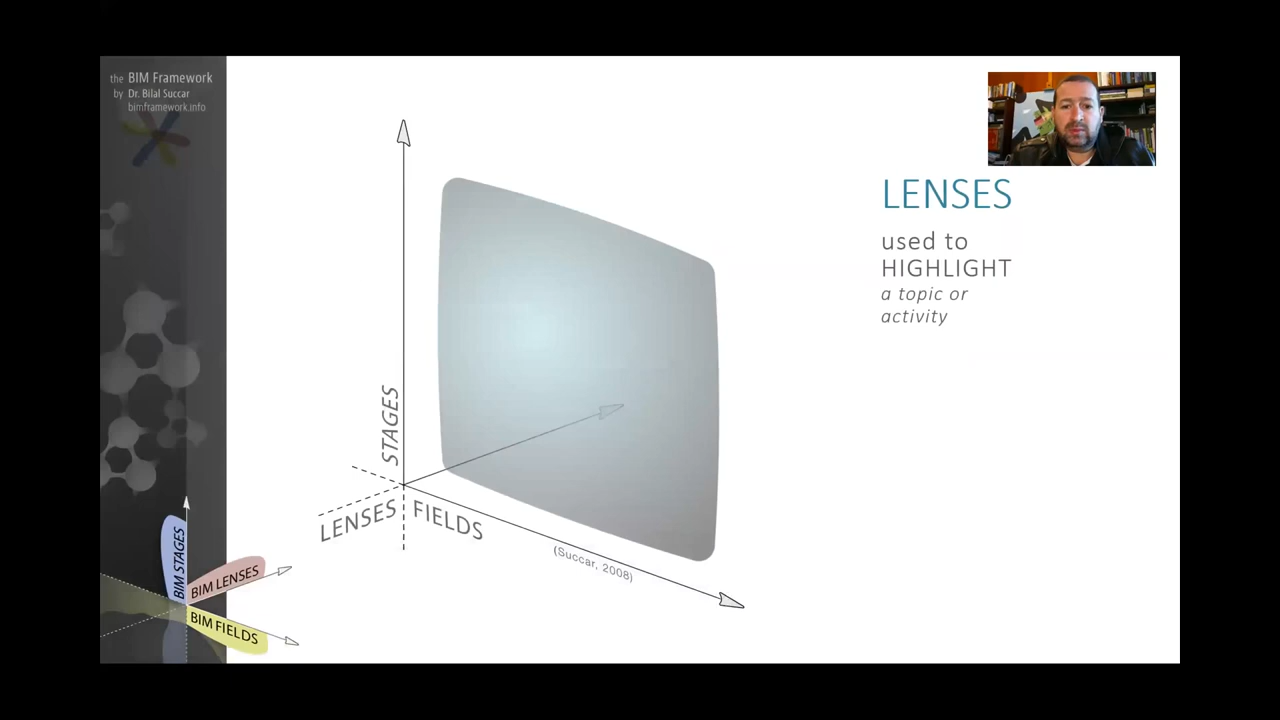 the BIM Framework
by Dr. Bilal Succar
bimframework.info
LENSES
used to
HIGHLIGHT
a topic or
activity
STAGES
LENSES
FIELDS
(Succar, 2008)
BIM STAGES
BIM LENSES
BIM FIELDS